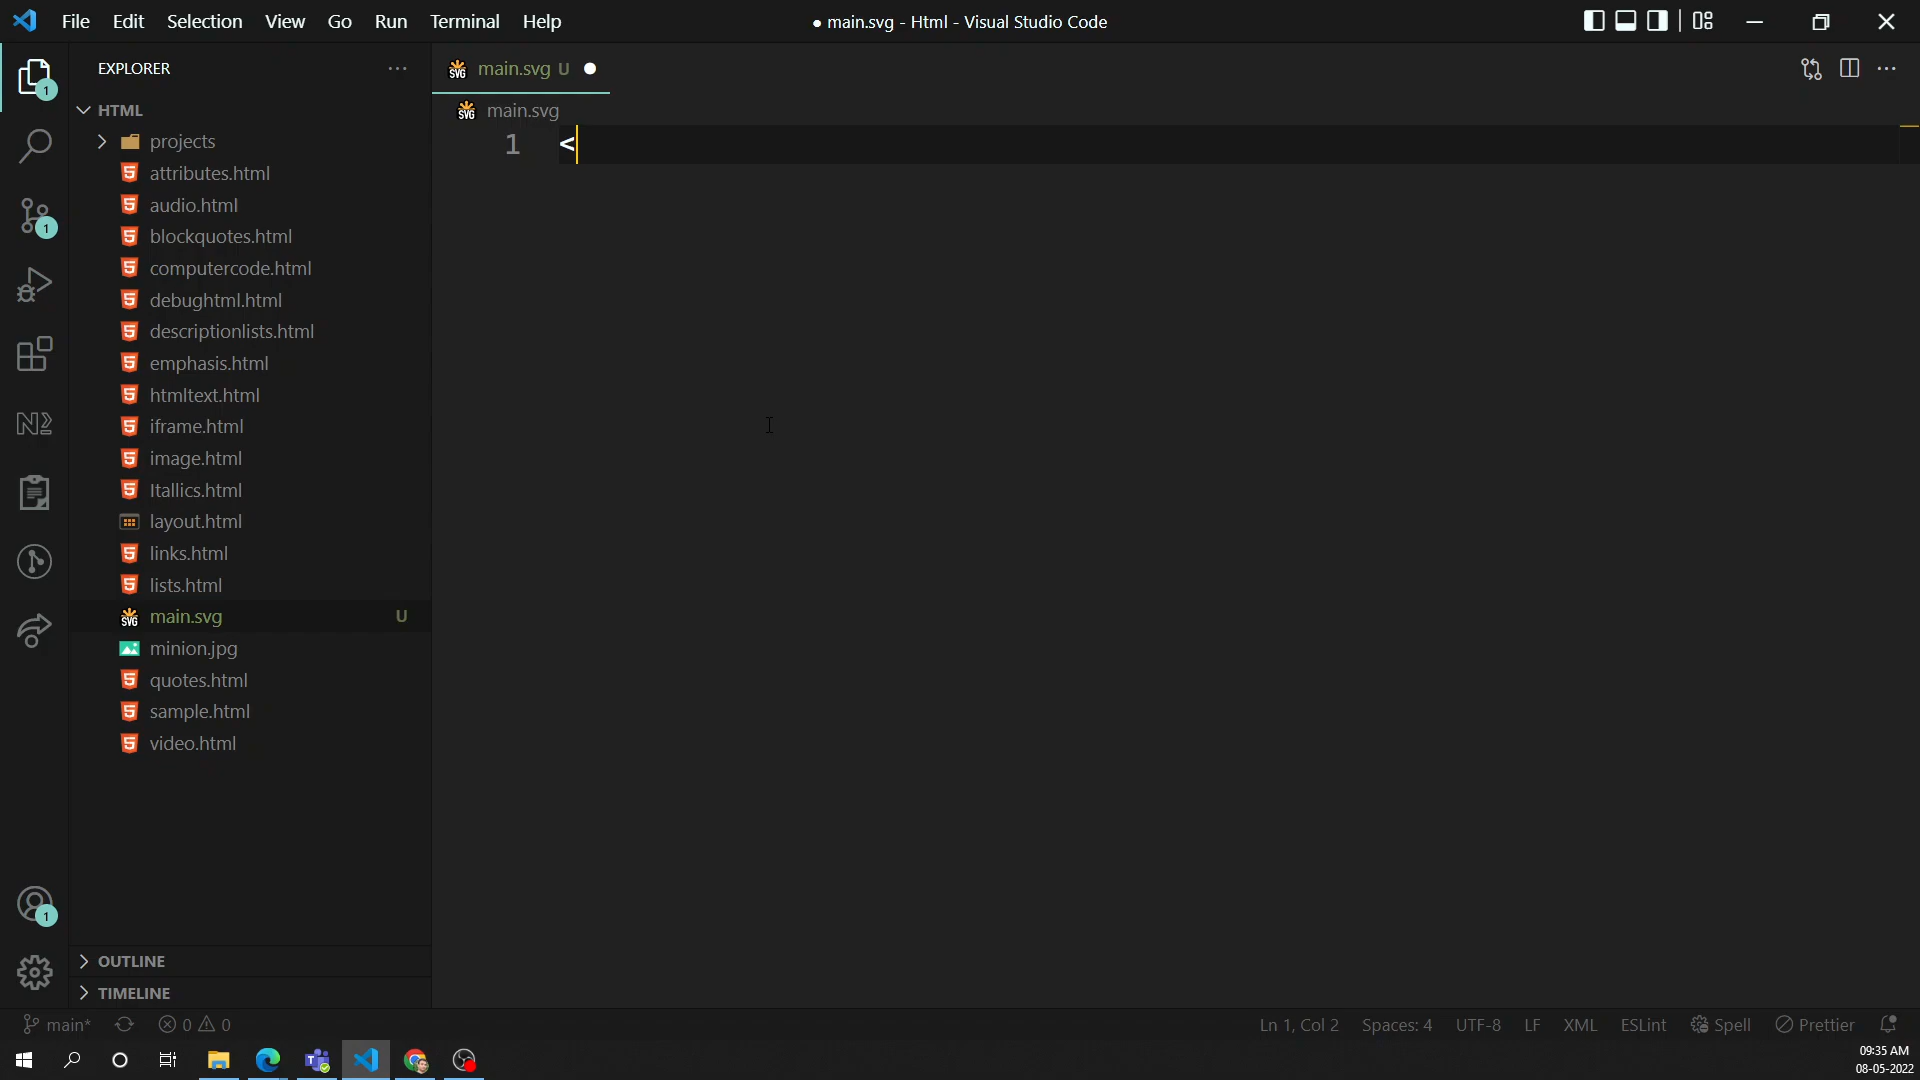 File Edit Selection View Go Run Terminal Help
● main.svg - Html - Visual Studio Code
EXPLORER
HTML
projects
attributes.html
audio.html
blockquotes.html
computercode.html
debughtml.html
descriptionlists.html
emphasis.html
htmltext.html
iframe.html
image.html
Itallics.html
layout.html
links.html
lists.html
main.svg U
minion.jpg
quotes.html
sample.html
video.html
OUTLINE
TIMELINE
main.svg U
main.svg
1 <
1
1
1
main* 0 0
Ln 1, Col 2 Spaces: 4 UTF-8 LF XML ESLint Spell Prettier
09:35 AM
08-05-2022